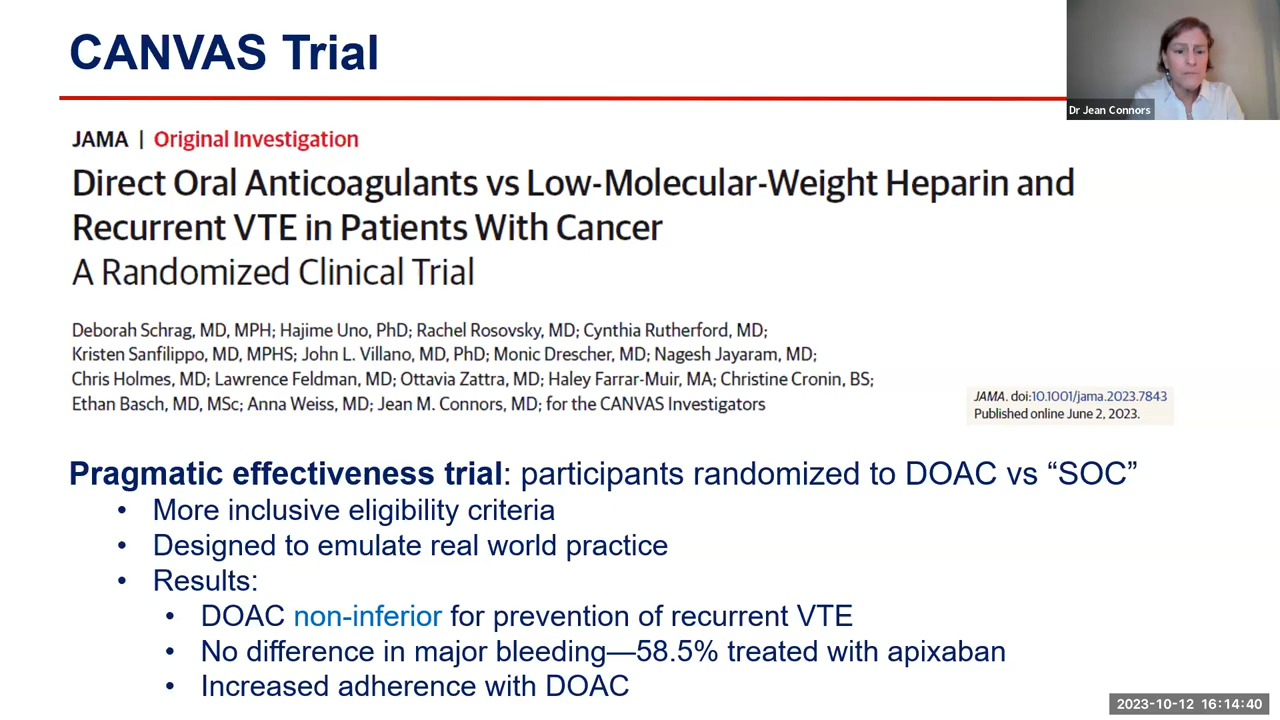 CANVAS Trial
Dr Jean Connors
JAMA | Original Investigation
Direct Oral Anticoagulants vs Low-Molecular-Weight Heparin and
Recurrent VTE in Patients With Cancer
A Randomized Clinical Trial
Deborah Schrag, MD, MPH; Hajime Uno, PhD; Rachel Rosovsky, MD; Cynthia Rutherford, MD;
Kristen Sanfilippo, MD, MPHS; John L. Villano, MD, PhD; Monic Drescher, MD; Nagesh Jayaram, MD;
Chris Holmes, MD; Lawrence Feldman, MD; Ottavia Zattra, MD; Haley Farrar-Muir, MA; Christine Cronin, BS;
Ethan Basch, MD, MSc; Anna Weiss, MD; Jean M. Connors, MD; for the CANVAS Investigators
JAMA. doi:10.1001/jama.2023.7843
Published online June 2, 2023.
Pragmatic effectiveness trial: participants randomized to DOAC vs “SOC”
• More inclusive eligibility criteria
• Designed to emulate real world practice
• Results:
• DOAC non-inferior for prevention of recurrent VTE
• No difference in major bleeding—58.5% treated with apixaban
• Increased adherence with DOAC
2023-10-12 16:14:40